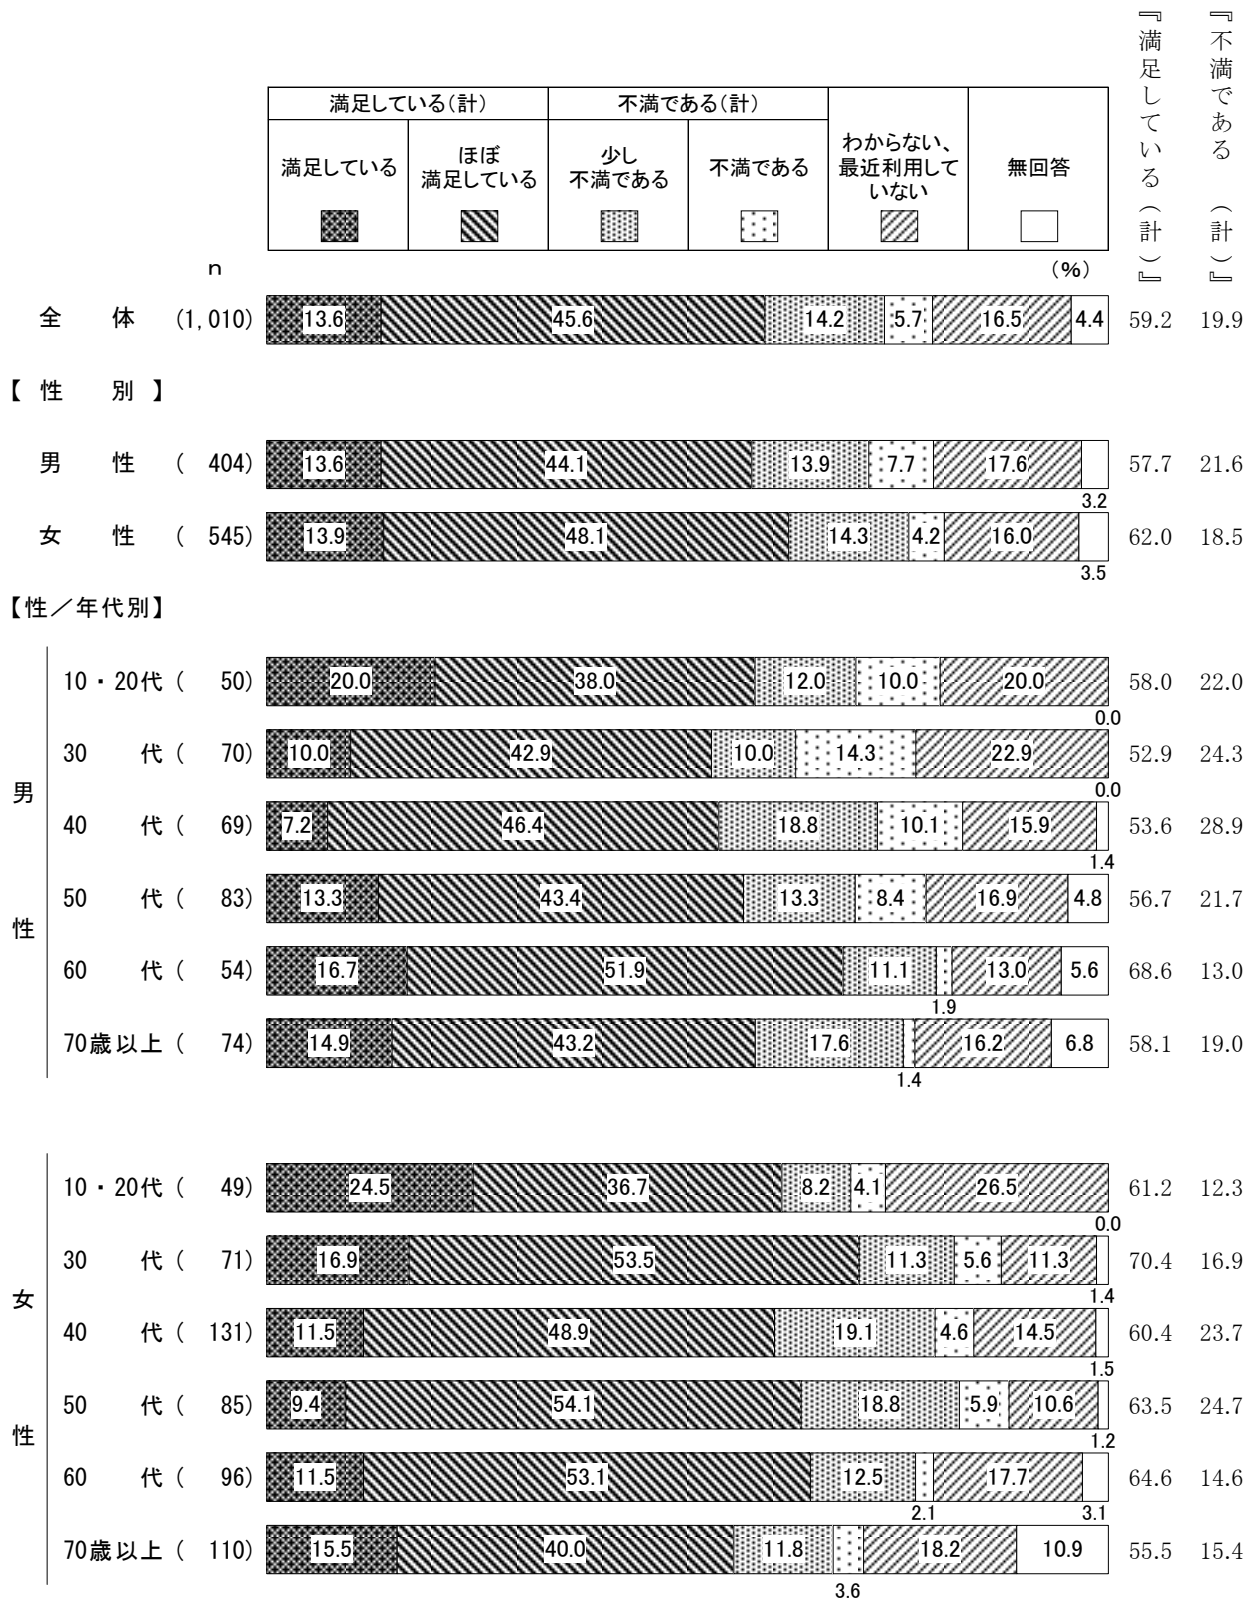 『満足している（計）』
『不満である（計）』
満足している（計） 不満である（計）
満足している
ほぼ
満足している
少し
不満である
不満である
わからない、
最近利用して
いない
無回答
n (%)
全体 (1,010) 13.6 45.6 14.2 5.7 16.5 4.4 59.2 19.9
【性別】
男性 (404) 13.6 44.1 13.9 7.7 17.6 3.2 57.7 21.6
女性 (545) 13.9 48.1 14.3 4.2 16.0 3.5 62.0 18.5
【性／年代別】
男性
10・20代 (50) 20.0 38.0 12.0 10.0 20.0 0.0 58.0 22.0
30代 (70) 10.0 42.9 10.0 14.3 22.9 0.0 52.9 24.3
40代 (69) 7.2 46.4 18.8 10.1 15.9 1.4 53.6 28.9
50代 (83) 13.3 43.4 13.3 8.4 16.9 4.8 56.7 21.7
60代 (54) 16.7 51.9 11.1 1.9 13.0 5.6 68.6 13.0
70歳以上 (74) 14.9 43.2 17.6 1.4 16.2 6.8 58.1 19.0
女性
10・20代 (49) 24.5 36.7 8.2 4.1 26.5 0.0 61.2 12.3
30代 (71) 16.9 53.5 11.3 5.6 11.3 1.4 70.4 16.9
40代 (131) 11.5 48.9 19.1 4.6 14.5 1.5 60.4 23.7
50代 (85) 9.4 54.1 18.8 5.9 10.6 1.2 63.5 24.7
60代 (96) 11.5 53.1 12.5 2.1 17.7 3.1 64.6 14.6
70歳以上 (110) 15.5 40.0 11.8 3.6 18.2 10.9 55.5 15.4